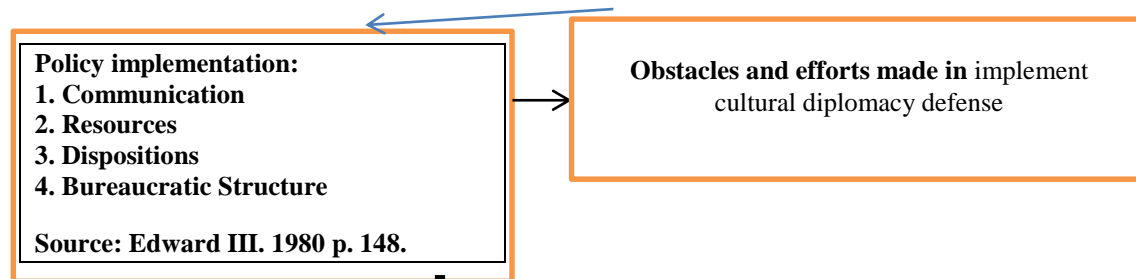 Policy implementation:
1. Communication
2. Resources
3. Dispositions
4. Bureaucratic Structure
Source: Edward III. 1980 p. 148.
Obstacles and efforts made in implement
cultural diplomacy defense